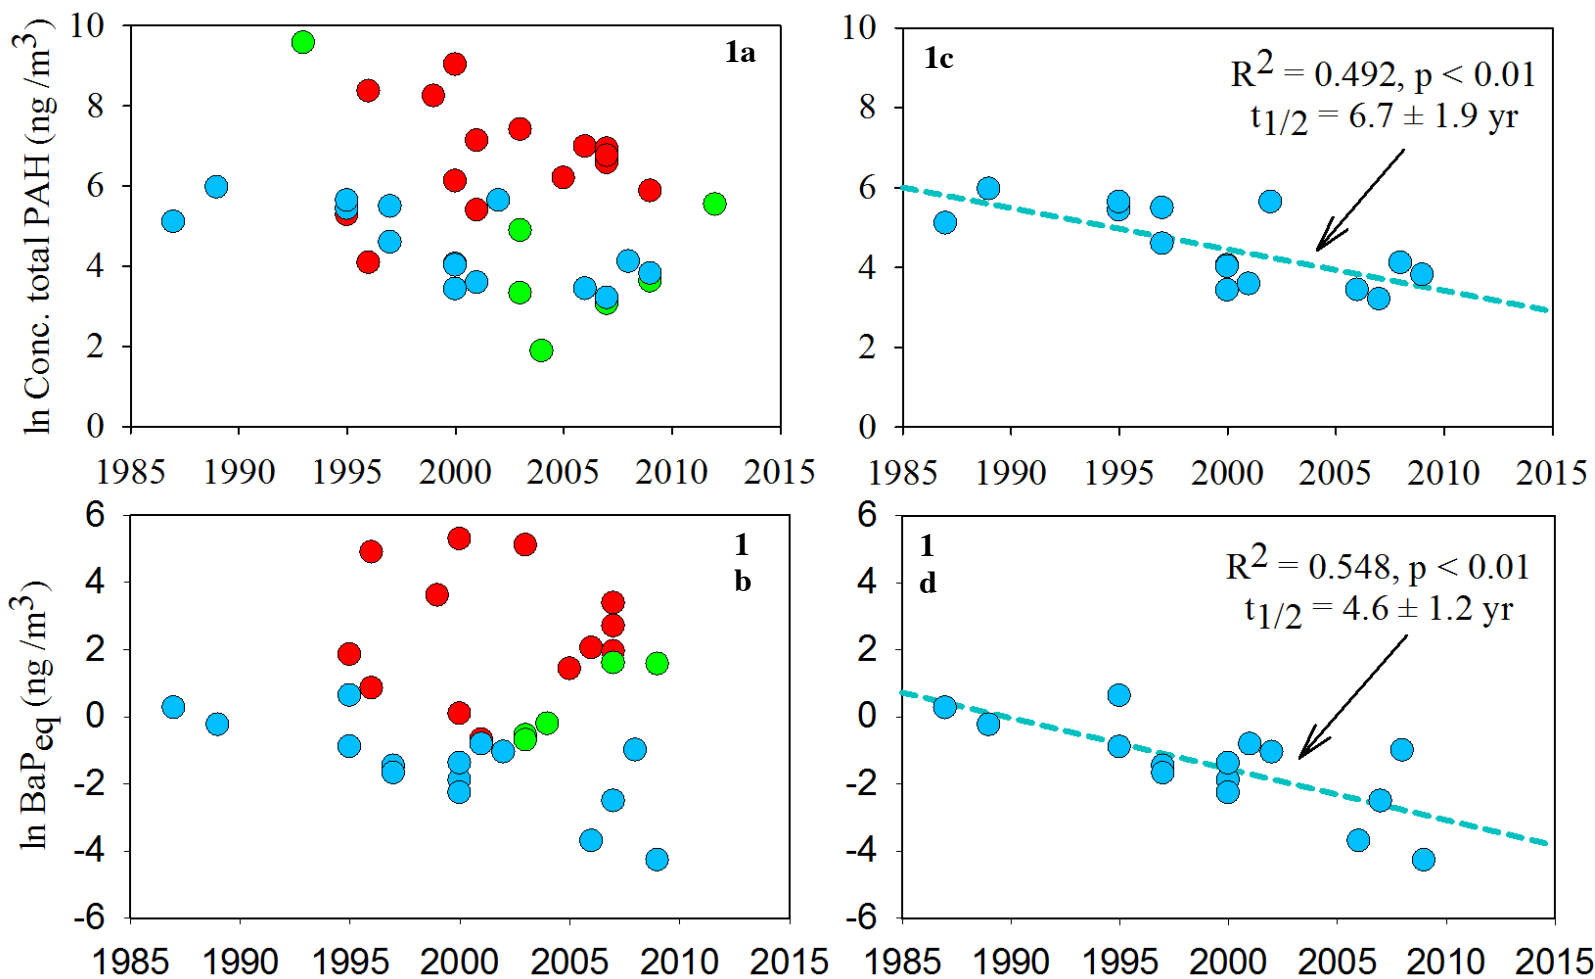 ln Conc. total PAH (ng /m3)
10
8
6
4
2
0
1a
1985 1990 1995 2000 2005 2010 2015
10
8
6
4
2
0
1c
R2 = 0.492, p < 0.01
t1/2 = 6.7 ± 1.9 yr
1985 1990 1995 2000 2005 2010 2015
ln BaPeq (ng /m3)
6
4
2
0
-2
-4
-6
1
b
1985 1990 1995 2000 2005 2010 2015
6
4
2
0
-2
-4
-6
1
d
R2 = 0.548, p < 0.01
t1/2 = 4.6 ± 1.2 yr
1985 1990 1995 2000 2005 2010 2015